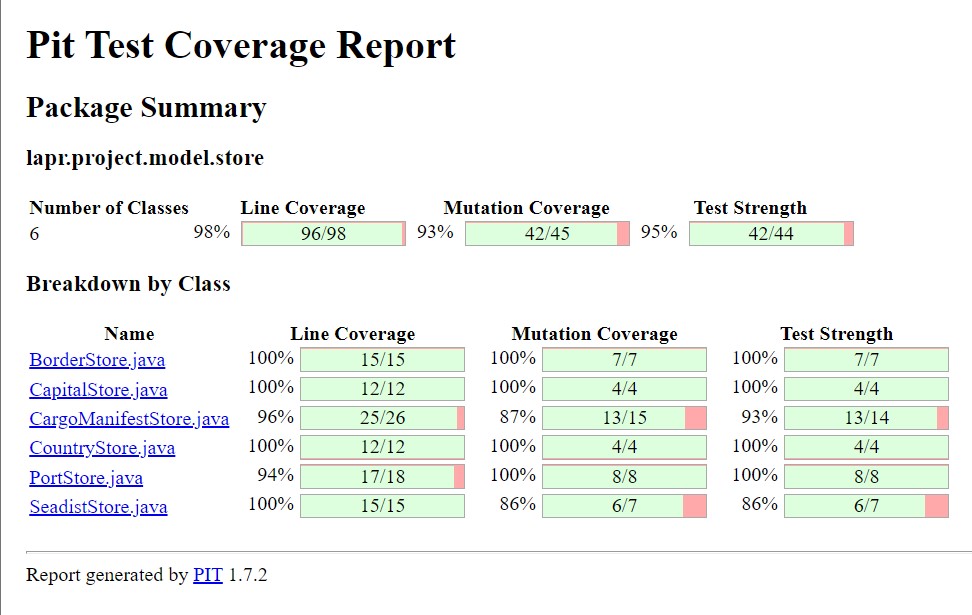 Pit Test Coverage Report
Package Summary
lapr.project.model.store
Number of Classes Line Coverage Mutation Coverage Test Strength
6 98% 96/98 93% 42/45 95% 42/44
Breakdown by Class
Name Line Coverage Mutation Coverage Test Strength
BorderStore.java 100% 15/15 100% 7/7 100% 7/7
CapitalStore.java 100% 12/12 100% 4/4 100% 4/4
CargoManifestStore.java 96% 25/26 87% 13/15 93% 13/14
CountryStore.java 100% 12/12 100% 4/4 100% 4/4
PortStore.java 94% 17/18 100% 8/8 100% 8/8
SeadistStore.java 100% 15/15 86% 6/7 86% 6/7
Report generated by PIT 1.7.2